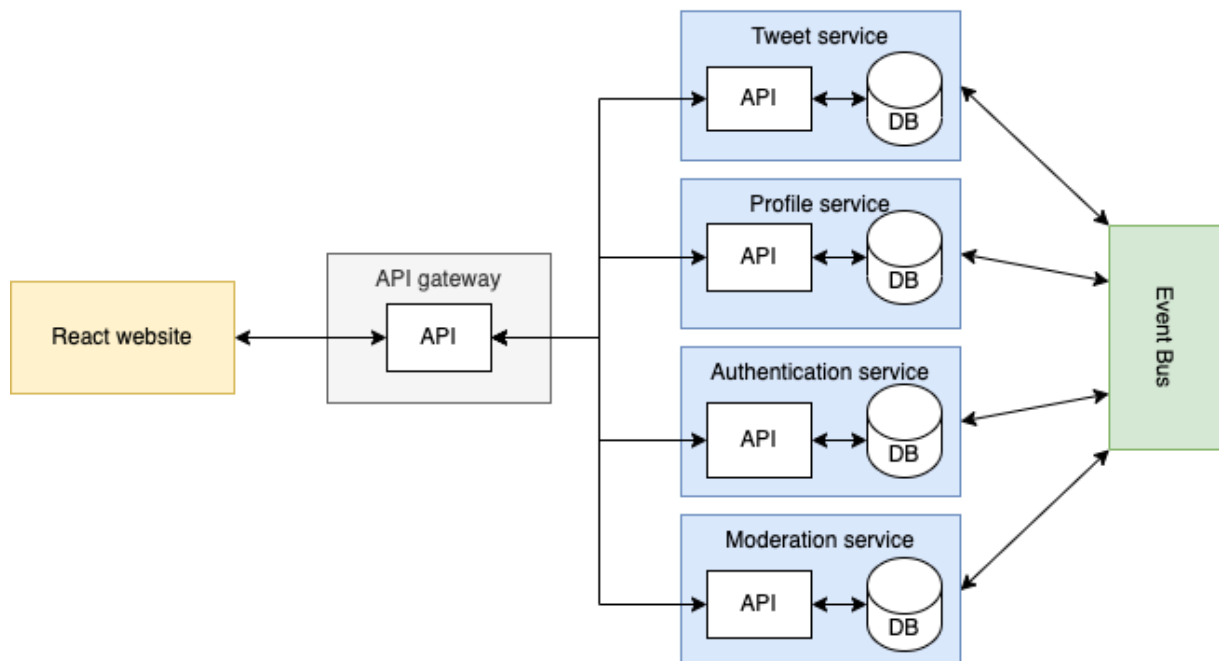 Tweet service
API
DB
Profile service
API
DB
API gateway
API
React website
Authentication service
API
DB
Moderation service
API
DB
Event Bus